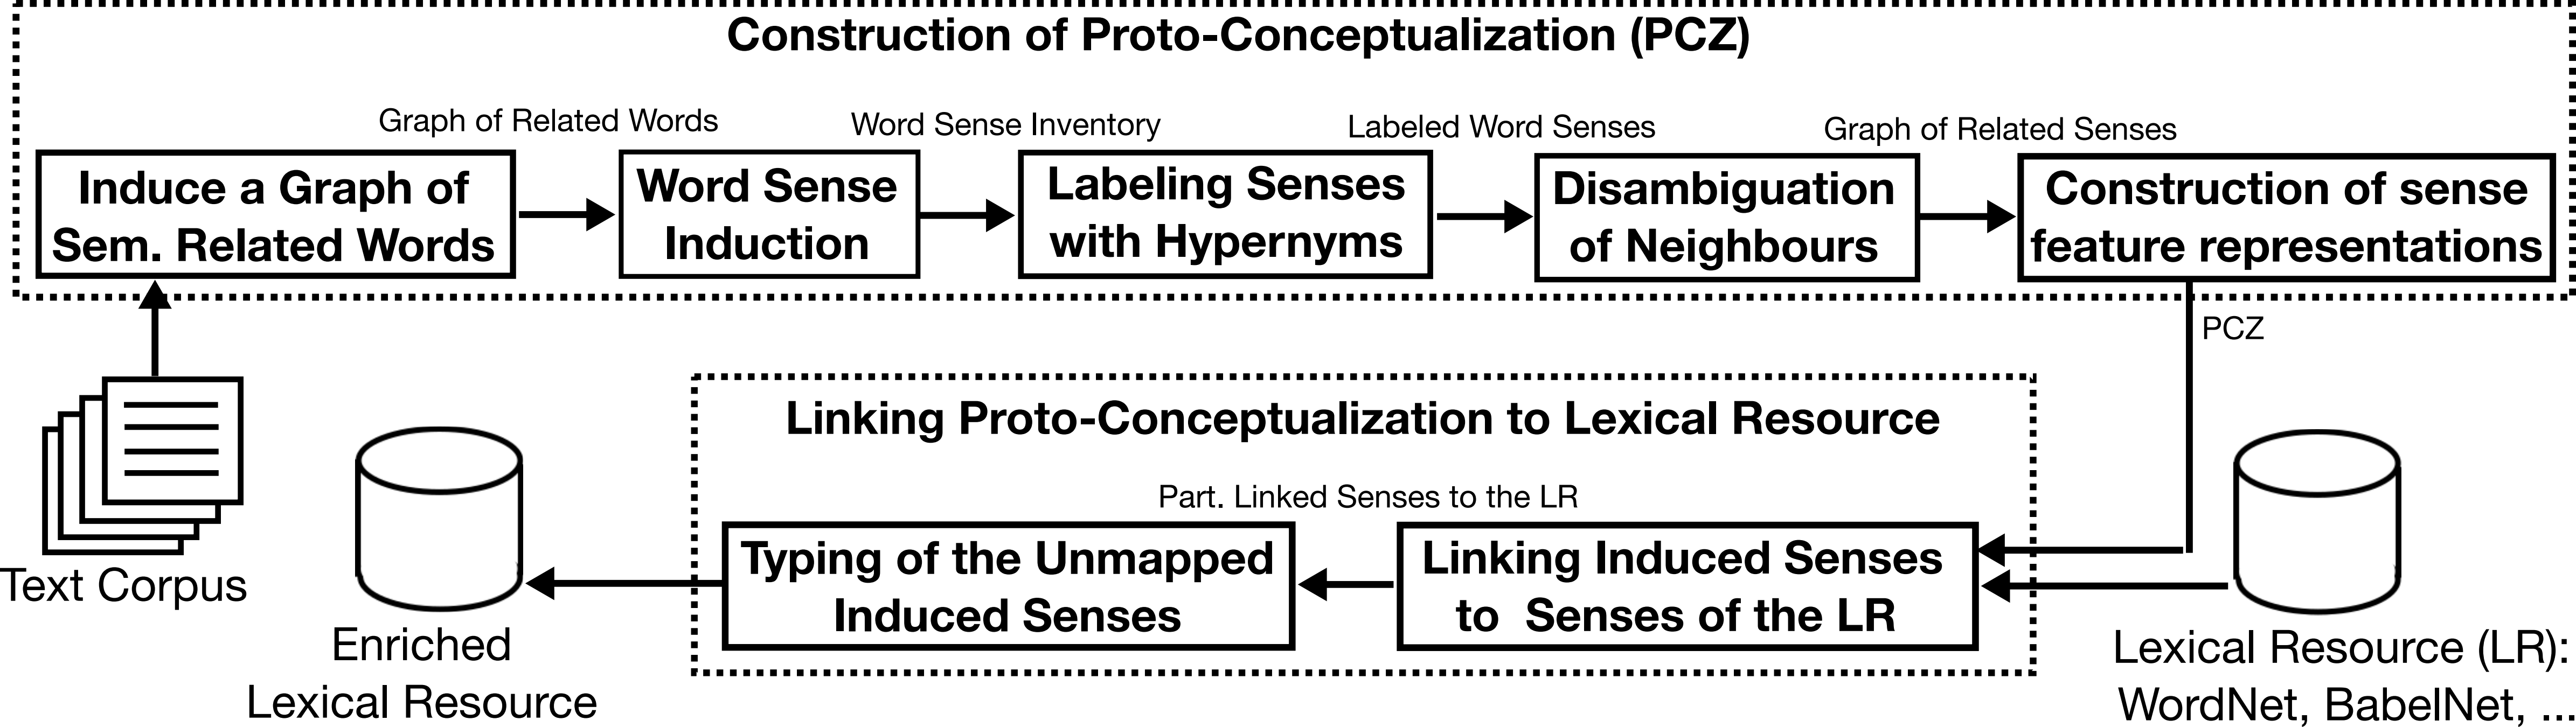 Construction of Proto-Conceptualization (PCZ)
Graph of Related Words
Word Sense Inventory
Labeled Word Senses
Graph of Related Senses
Induce a Graph of
Sem. Related Words
Word Sense
Induction
Labeling Senses
with Hypernyms
Disambiguation
of Neighbours
Construction of sense
feature representations
PCZ
Text Corpus
Linking Proto-Conceptualization to Lexical Resource
Part. Linked Senses to the LR
Typing of the Unmapped
Induced Senses
Linking Induced Senses
to  Senses of the LR
Enriched
Lexical Resource
Lexical Resource (LR):
WordNet, BabelNet, ...